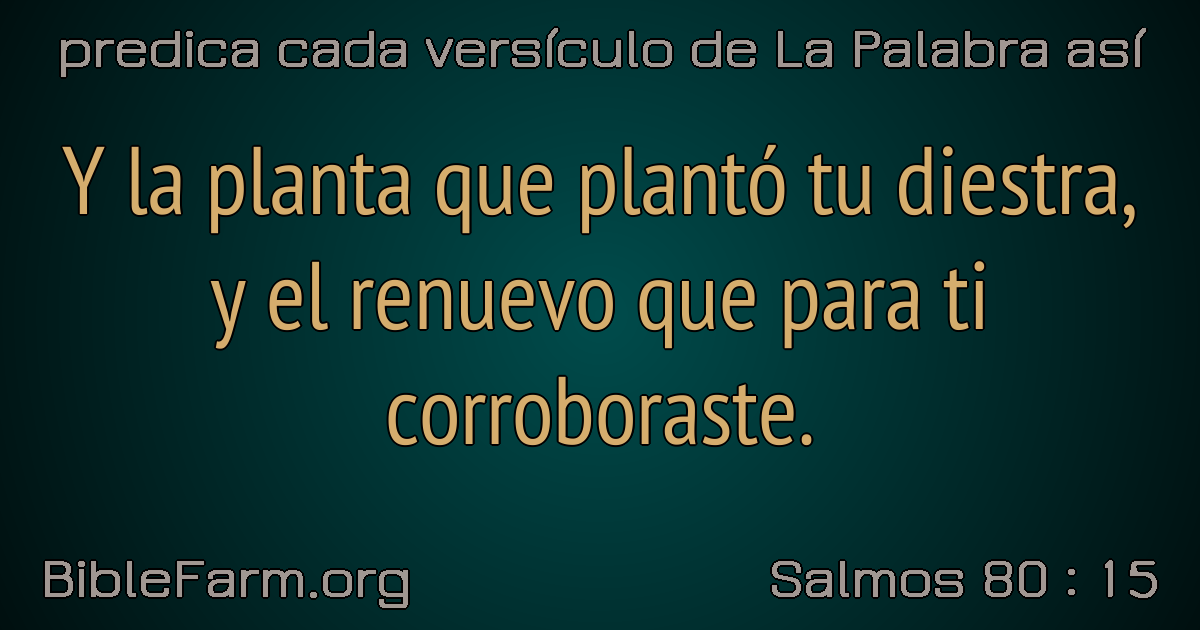 predica cada versículo de La Palabra así
Y la planta que plantó tu diestra,
y el renuevo que para ti
corroboraste.
BibleFarm.org
Salmos 80 : 15